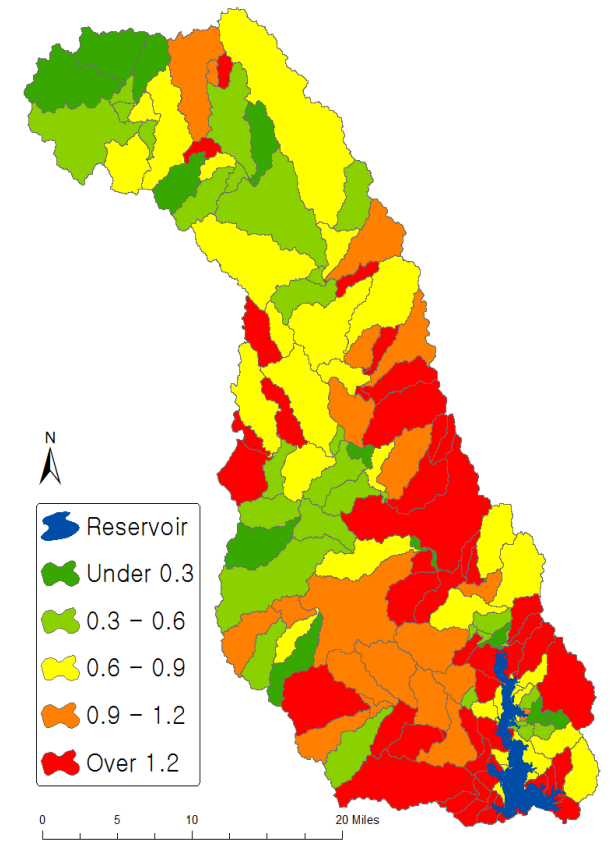 N
Reservoir
Under 0.3
0.3 - 0.6
0.6 - 0.9
0.9 - 1.2
Over 1.2
0 5 10 20 Miles